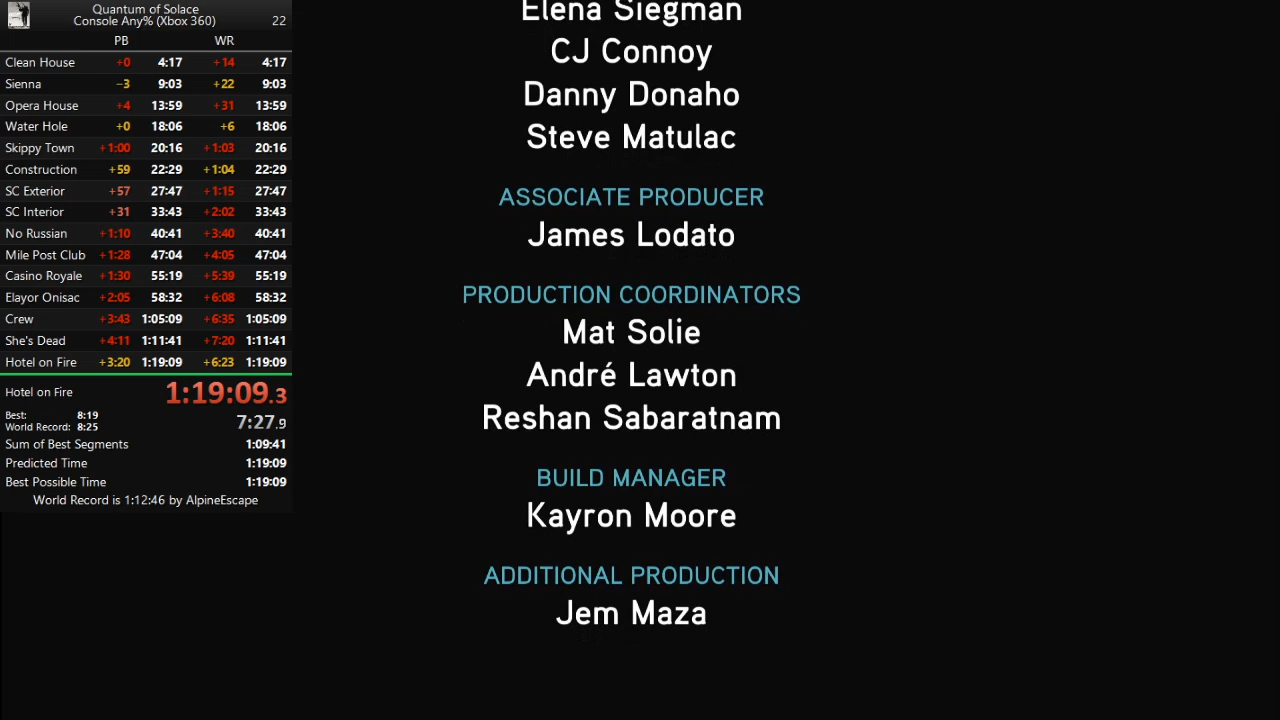 Quantum of Solace
Console Any% (Xbox 360) 22
PB WR
Clean House +0 4:17 +14 4:17
Sienna −3 9:03 +22 9:03
Opera House +4 13:59 +31 13:59
Water Hole +0 18:06 +6 18:06
Skippy Town +1:00 20:16 +1:03 20:16
Construction +59 22:29 +1:04 22:29
SC Exterior +57 27:47 +1:15 27:47
SC Interior +31 33:43 +2:02 33:43
No Russian +1:10 40:41 +3:40 40:41
Mile Post Club +1:28 47:04 +4:05 47:04
Casino Royale +1:30 55:19 +5:39 55:19
Elayor Onisac +2:05 58:32 +6:08 58:32
Crew +3:43 1:05:09 +6:35 1:05:09
She's Dead +4:11 1:11:41 +7:20 1:11:41
Hotel on Fire +3:20 1:19:09 +6:23 1:19:09
Hotel on Fire 1:19:09.3
Best: 8:19
World Record: 8:25 7:27.9
Sum of Best Segments 1:09:41
Predicted Time 1:19:09
Best Possible Time 1:19:09
World Record is 1:12:46 by AlpineEscape
Elena Siegman
CJ Connoy
Danny Donaho
Steve Matulac
ASSOCIATE PRODUCER
James Lodato
PRODUCTION COORDINATORS
Mat Solie
André Lawton
Reshan Sabaratnam
BUILD MANAGER
Kayron Moore
ADDITIONAL PRODUCTION
Jem Maza